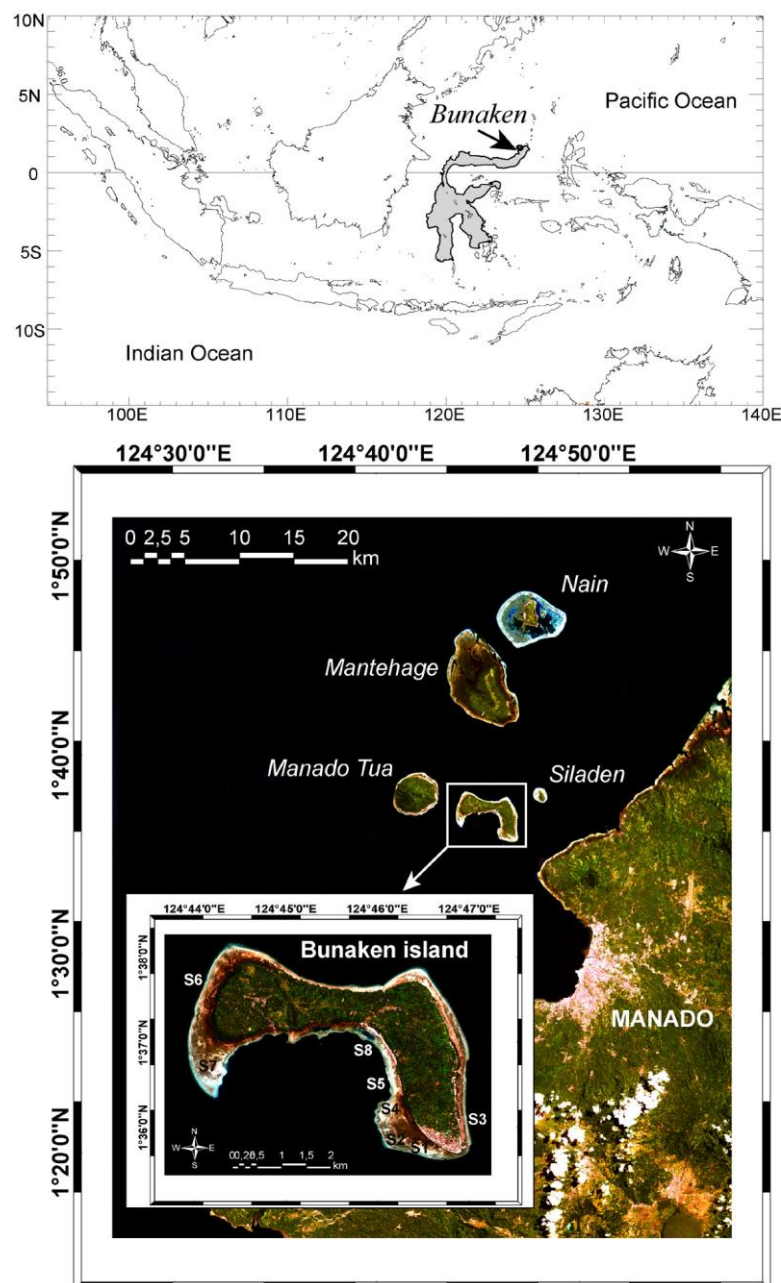 10N
5N
0
5S
10S
96.0
Bunaken
Pacific Ocean
Indian Ocean
100E 110E 120E 130E 140E
124°30'0"E 124°40'0"E 124°50'0"E
1°50'0"N
1°40'0"N
1°30'0"N
1°20'0"N
0 2,5 5 10 15 20
km
N
W E
S
Nain
Mantehage
Manado Tua
Siladen
MANADO
124°44'0"E 124°45'0"E 124°46'0"E 124°47'0"E
1°38'0"N
1°37'0"N
1°36'0"N
Bunaken island
S6
S8
S7
S5
S4
S3
S2
S1
N
W E
S
1 1,5 2
km